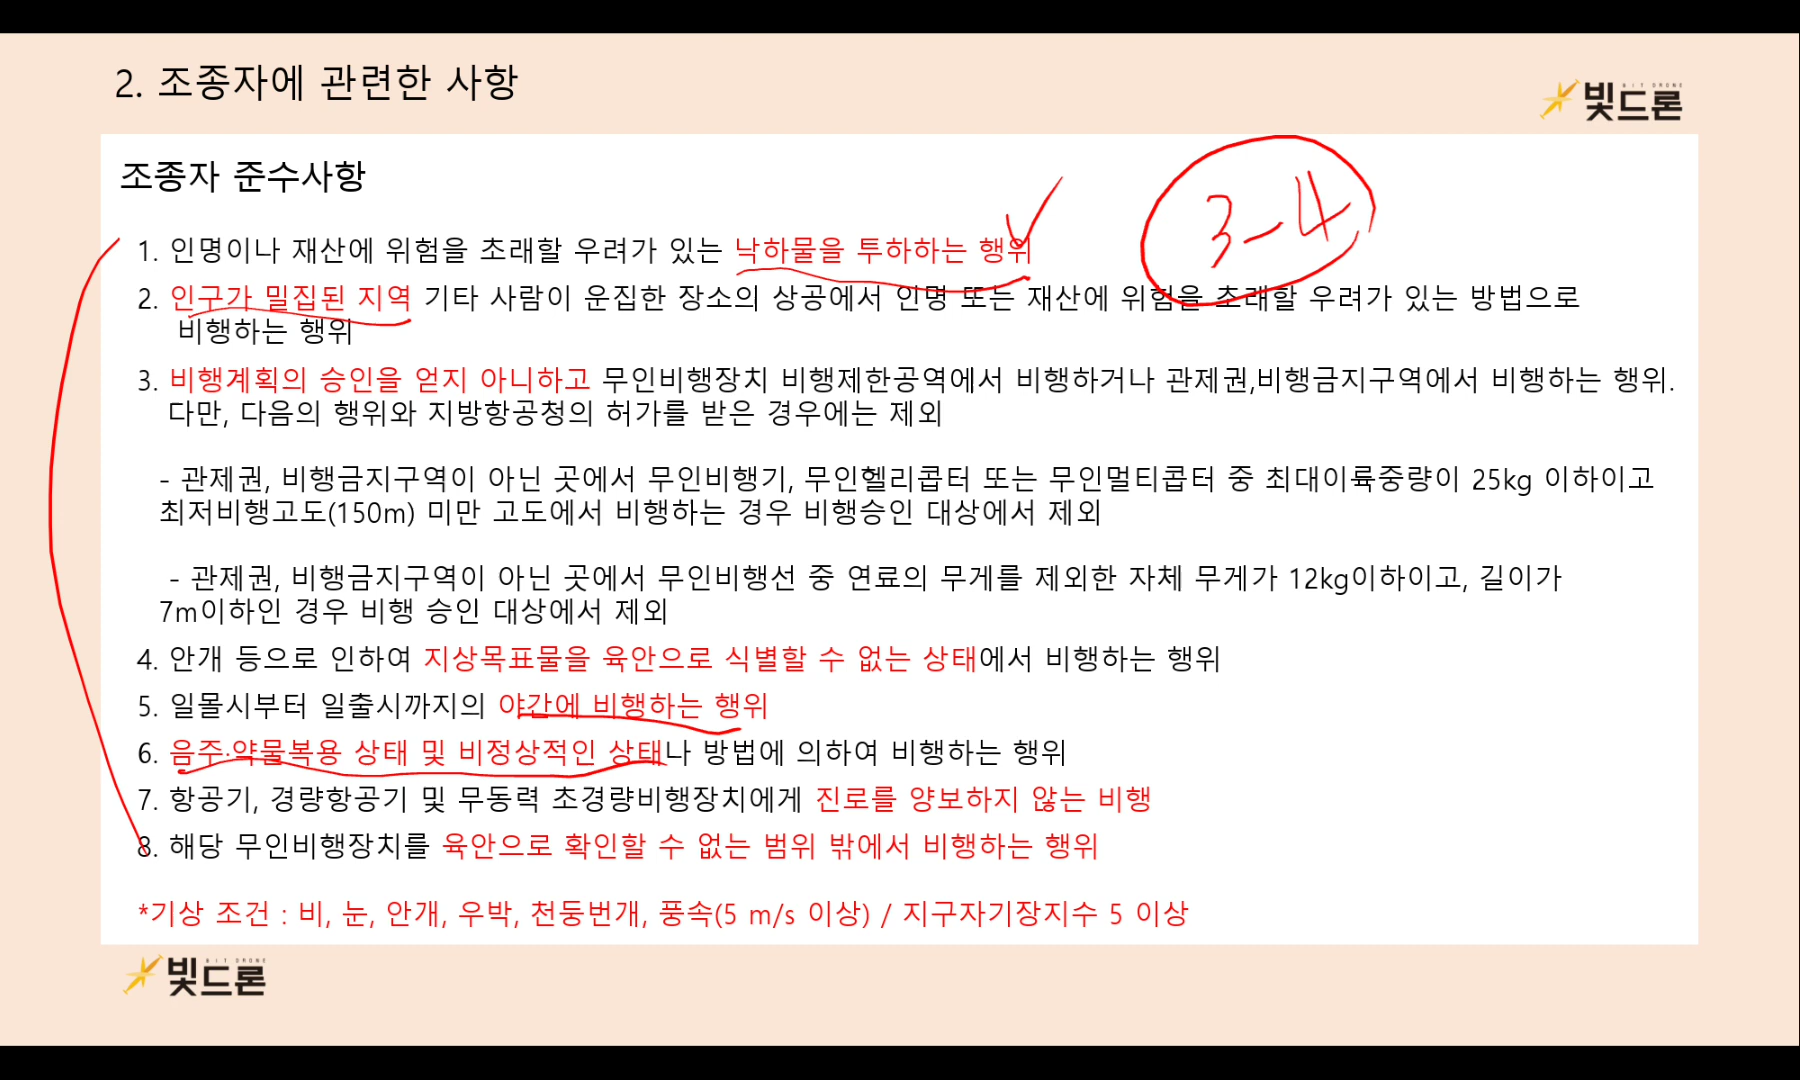 2. 조종자에 관련한 사항
BIT DRONE
빛드론
조종자 준수사항
3-4
1. 인명이나 재산에 위험을 초래할 우려가 있는 낙하물을 투하하는 행위
2. 인구가 밀집된 지역 기타 사람이 운집한 장소의 상공에서 인명 또는 재산에 위험을 초래할 우려가 있는 방법으로
비행하는 행위
3. 비행계획의 승인을 얻지 아니하고 무인비행장치 비행제한공역에서 비행하거나 관제권,비행금지구역에서 비행하는 행위.
다만, 다음의 행위와 지방항공청의 허가를 받은 경우에는 제외
- 관제권, 비행금지구역이 아닌 곳에서 무인비행기, 무인헬리콥터 또는 무인멀티콥터 중 최대이륙중량이 25kg 이하이고
최저비행고도(150m) 미만 고도에서 비행하는 경우 비행승인 대상에서 제외
- 관제권, 비행금지구역이 아닌 곳에서 무인비행선 중 연료의 무게를 제외한 자체 무게가 12kg이하이고, 길이가
7m이하인 경우 비행 승인 대상에서 제외
4. 안개 등으로 인하여 지상목표물을 육안으로 식별할 수 없는 상태에서 비행하는 행위
5. 일몰시부터 일출시까지의 야간에 비행하는 행위
6. 음주·약물복용 상태 및 비정상적인 상태나 방법에 의하여 비행하는 행위
7. 항공기, 경량항공기 및 무동력 초경량비행장치에게 진로를 양보하지 않는 비행
8. 해당 무인비행장치를 육안으로 확인할 수 없는 범위 밖에서 비행하는 행위
*기상 조건 : 비, 눈, 안개, 우박, 천둥번개, 풍속(5 m/s 이상) / 지구자기장지수 5 이상
BIT DRONE
빛드론